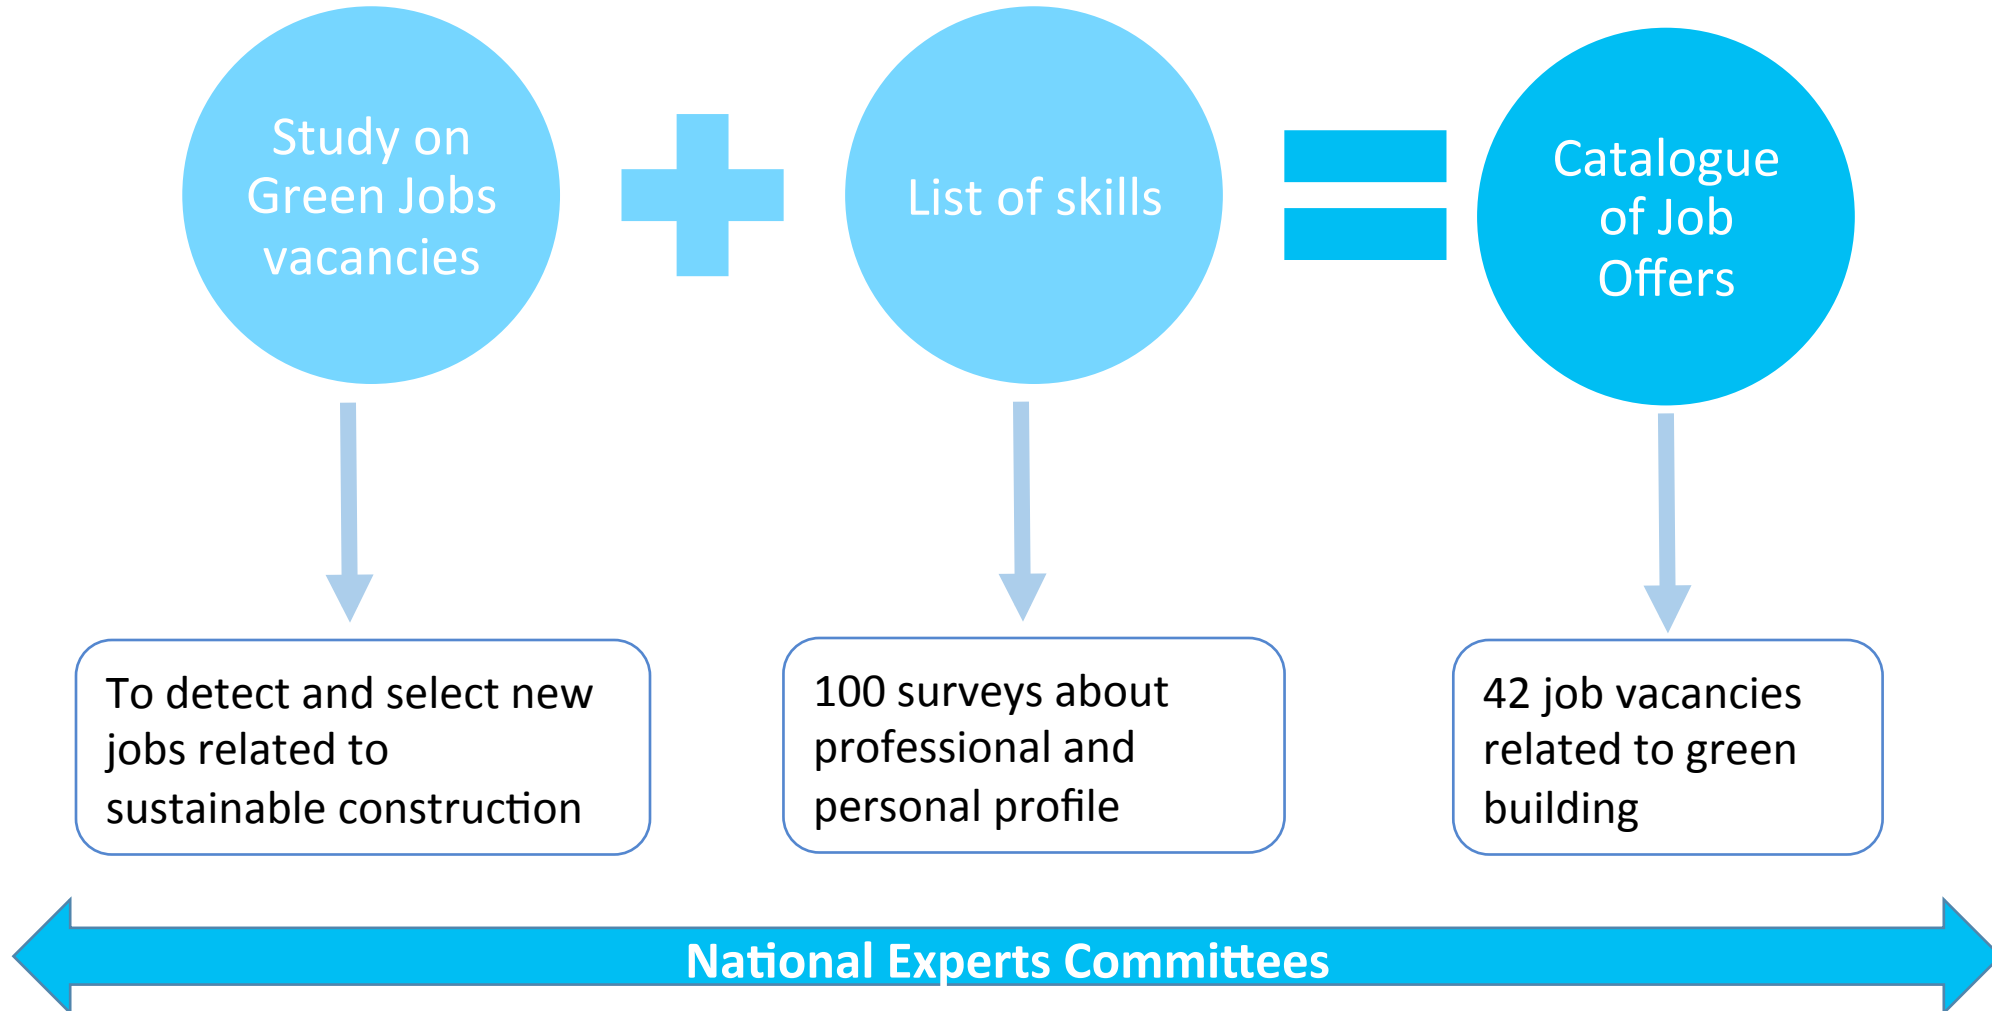 Study on
Green Jobs
vacancies
List of skills
Catalogue
of Job
Offers
To detect and select new
jobs related to
sustainable construction
100 surveys about
professional and
personal profile
42 job vacancies
related to green
building
National Experts Committees